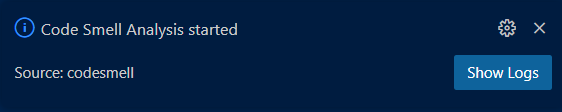 Code Smell Analysis started
Source: codesmell
Show Logs